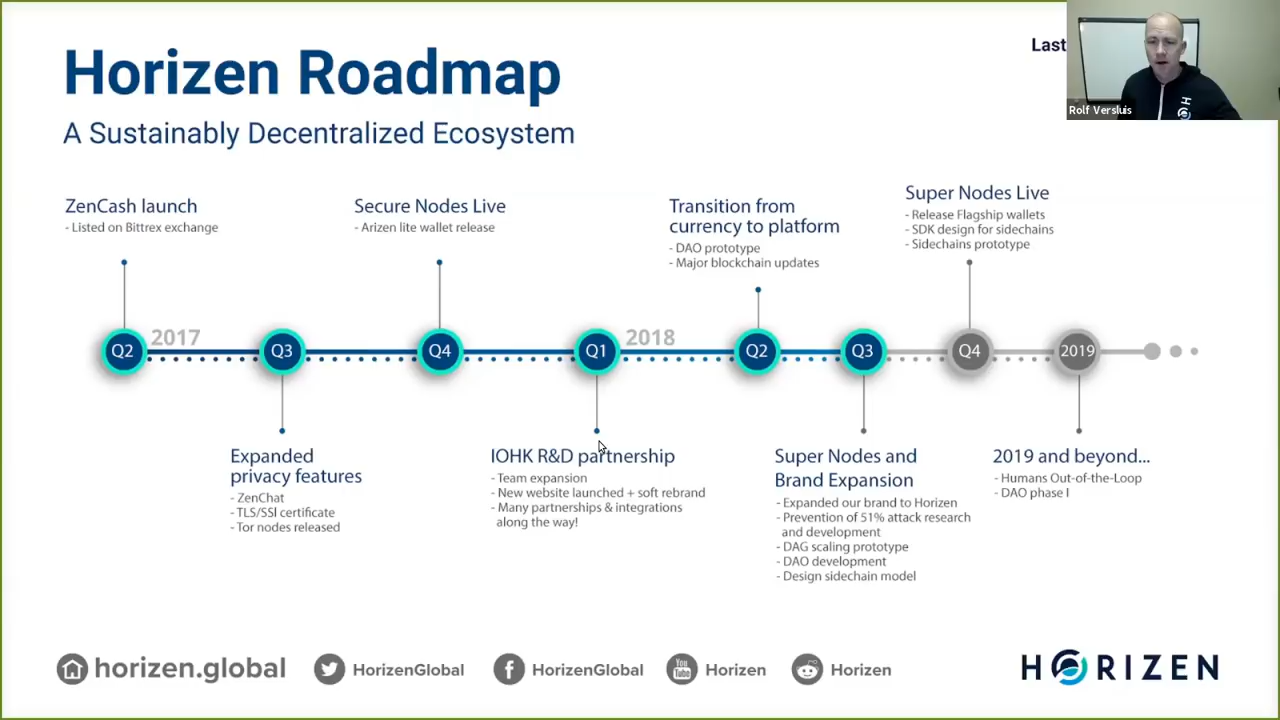 Horizen Roadmap
A Sustainably Decentralized Ecosystem
Last
Rolf Versluis
ZenCash launch
- Listed on Bittrex exchange
Secure Nodes Live
- Arizen lite wallet release
Transition from
currency to platform
- DAO prototype
- Major blockchain updates
Super Nodes Live
- Release Flagship wallets
- SDK design for sidechains
- Sidechains prototype
2017
2018
Q2
Q3
Q4
Q1
Q2
Q3
Q4
2019
Expanded
privacy features
- ZenChat
- TLS/SSl certificate
- Tor nodes released
IOHK R&D partnership
- Team expansion
- New website launched + soft rebrand
- Many partnerships & integrations
along the way!
Super Nodes and
Brand Expansion
- Expanded our brand to Horizen
- Prevention of 51% attack research
and development
- DAG scaling prototype
- DAO development
- Design sidechain model
2019 and beyond...
- Humans Out-of-the-Loop
- DAO phase I
horizen.global
HorizenGlobal
HorizenGlobal
You Tube
Horizen
Horizen
HORIZEN